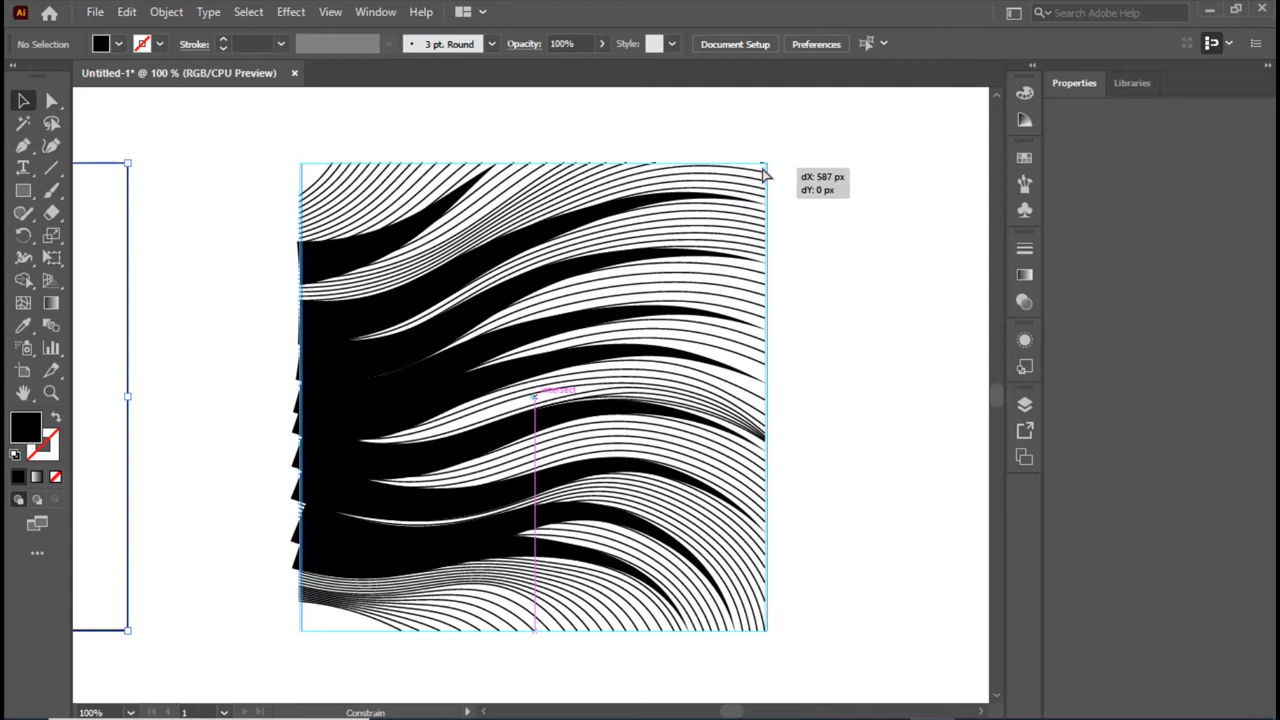 Ai File Edit Object Type Select Effect View Window Help Search Adobe Help
No Selection Stroke: 3 pt. Round Opacity: 100% Style: Document Setup Preferences
Untitled-1* @ 100 % (RGB/CPU Preview) ×
Properties Libraries
dX: 587 px
dY: 0 px
intersect
100% 1 Constrain